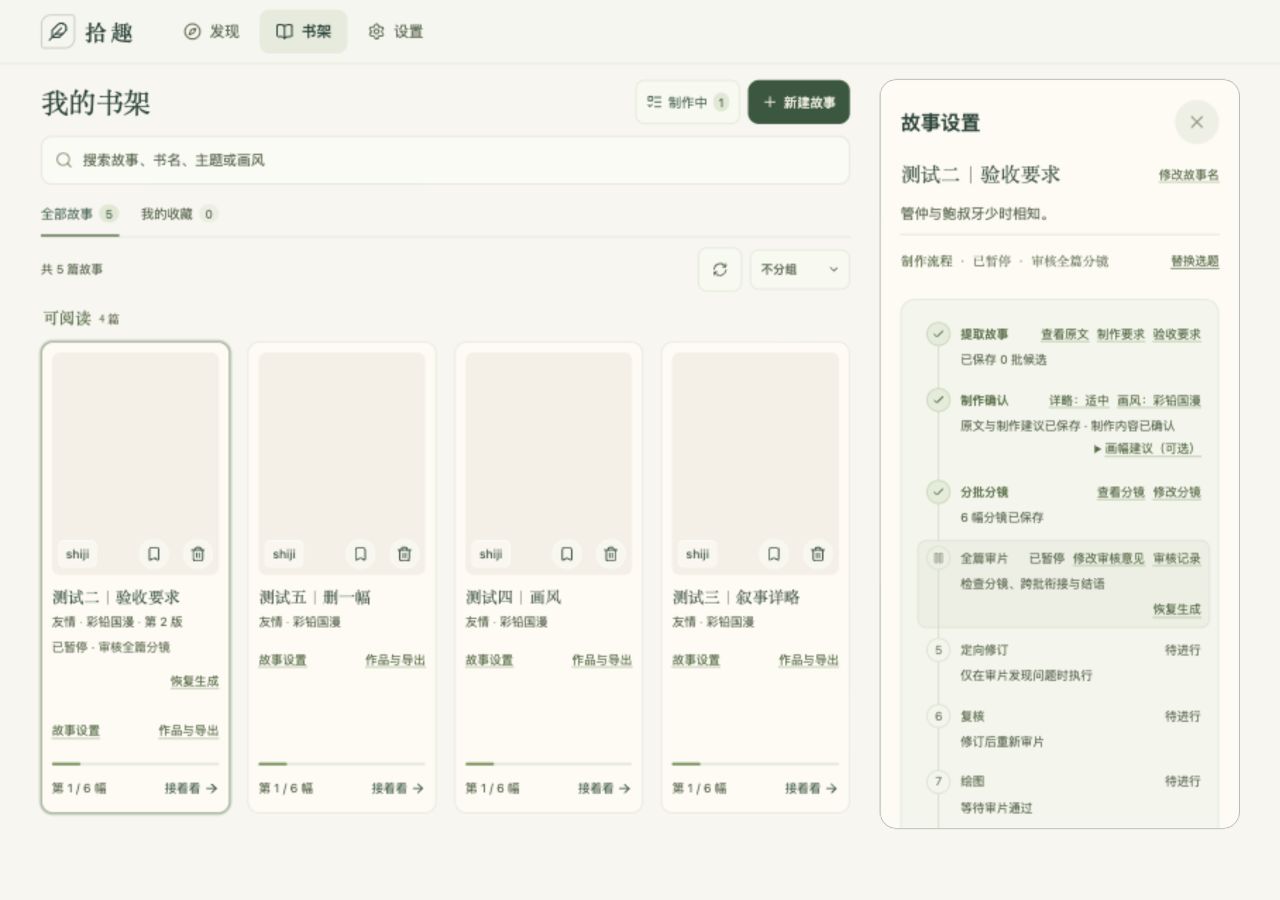 拾趣
发现
书架
设置
我的书架
制作中 1
+ 新建故事
搜索故事、书名、主题或画风
全部故事 5
我的收藏 0
共 5 篇故事
不分组
可阅读 4 篇
shiji
测试二｜验收要求
友情 · 彩铅国漫 · 第 2 版
已暂停 · 审核全篇分镜
恢复生成
故事设置 作品与导出
第 1 / 6 幅 接着看 →
shiji
测试五｜删一幅
友情 · 彩铅国漫
故事设置 作品与导出
第 1 / 6 幅 接着看 →
shiji
测试四｜画风
友情 · 彩铅国漫
故事设置 作品与导出
第 1 / 6 幅 接着看 →
shiji
测试三｜叙事详略
友情 · 彩铅国漫
故事设置 作品与导出
第 1 / 6 幅 接着看 →
故事设置
测试二｜验收要求 修改故事名
管仲与鲍叔牙少时相知。
制作流程 · 已暂停 · 审核全篇分镜 替换选题
提取故事 查看原文 制作要求 验收要求
已保存 0 批候选
制作确认 详略：适中 画风：彩铅国漫
原文与制作建议已保存 · 制作内容已确认
▶ 画幅建议（可选）
分批分镜 查看分镜 修改分镜
6 幅分镜已保存
全篇审片 已暂停 修改审核意见 审核记录
检查分镜、跨批衔接与结语
恢复生成
5 定向修订 待进行
仅在审片发现问题时执行
6 复核 待进行
修订后重新审片
7 绘图 待进行
等待审片通过